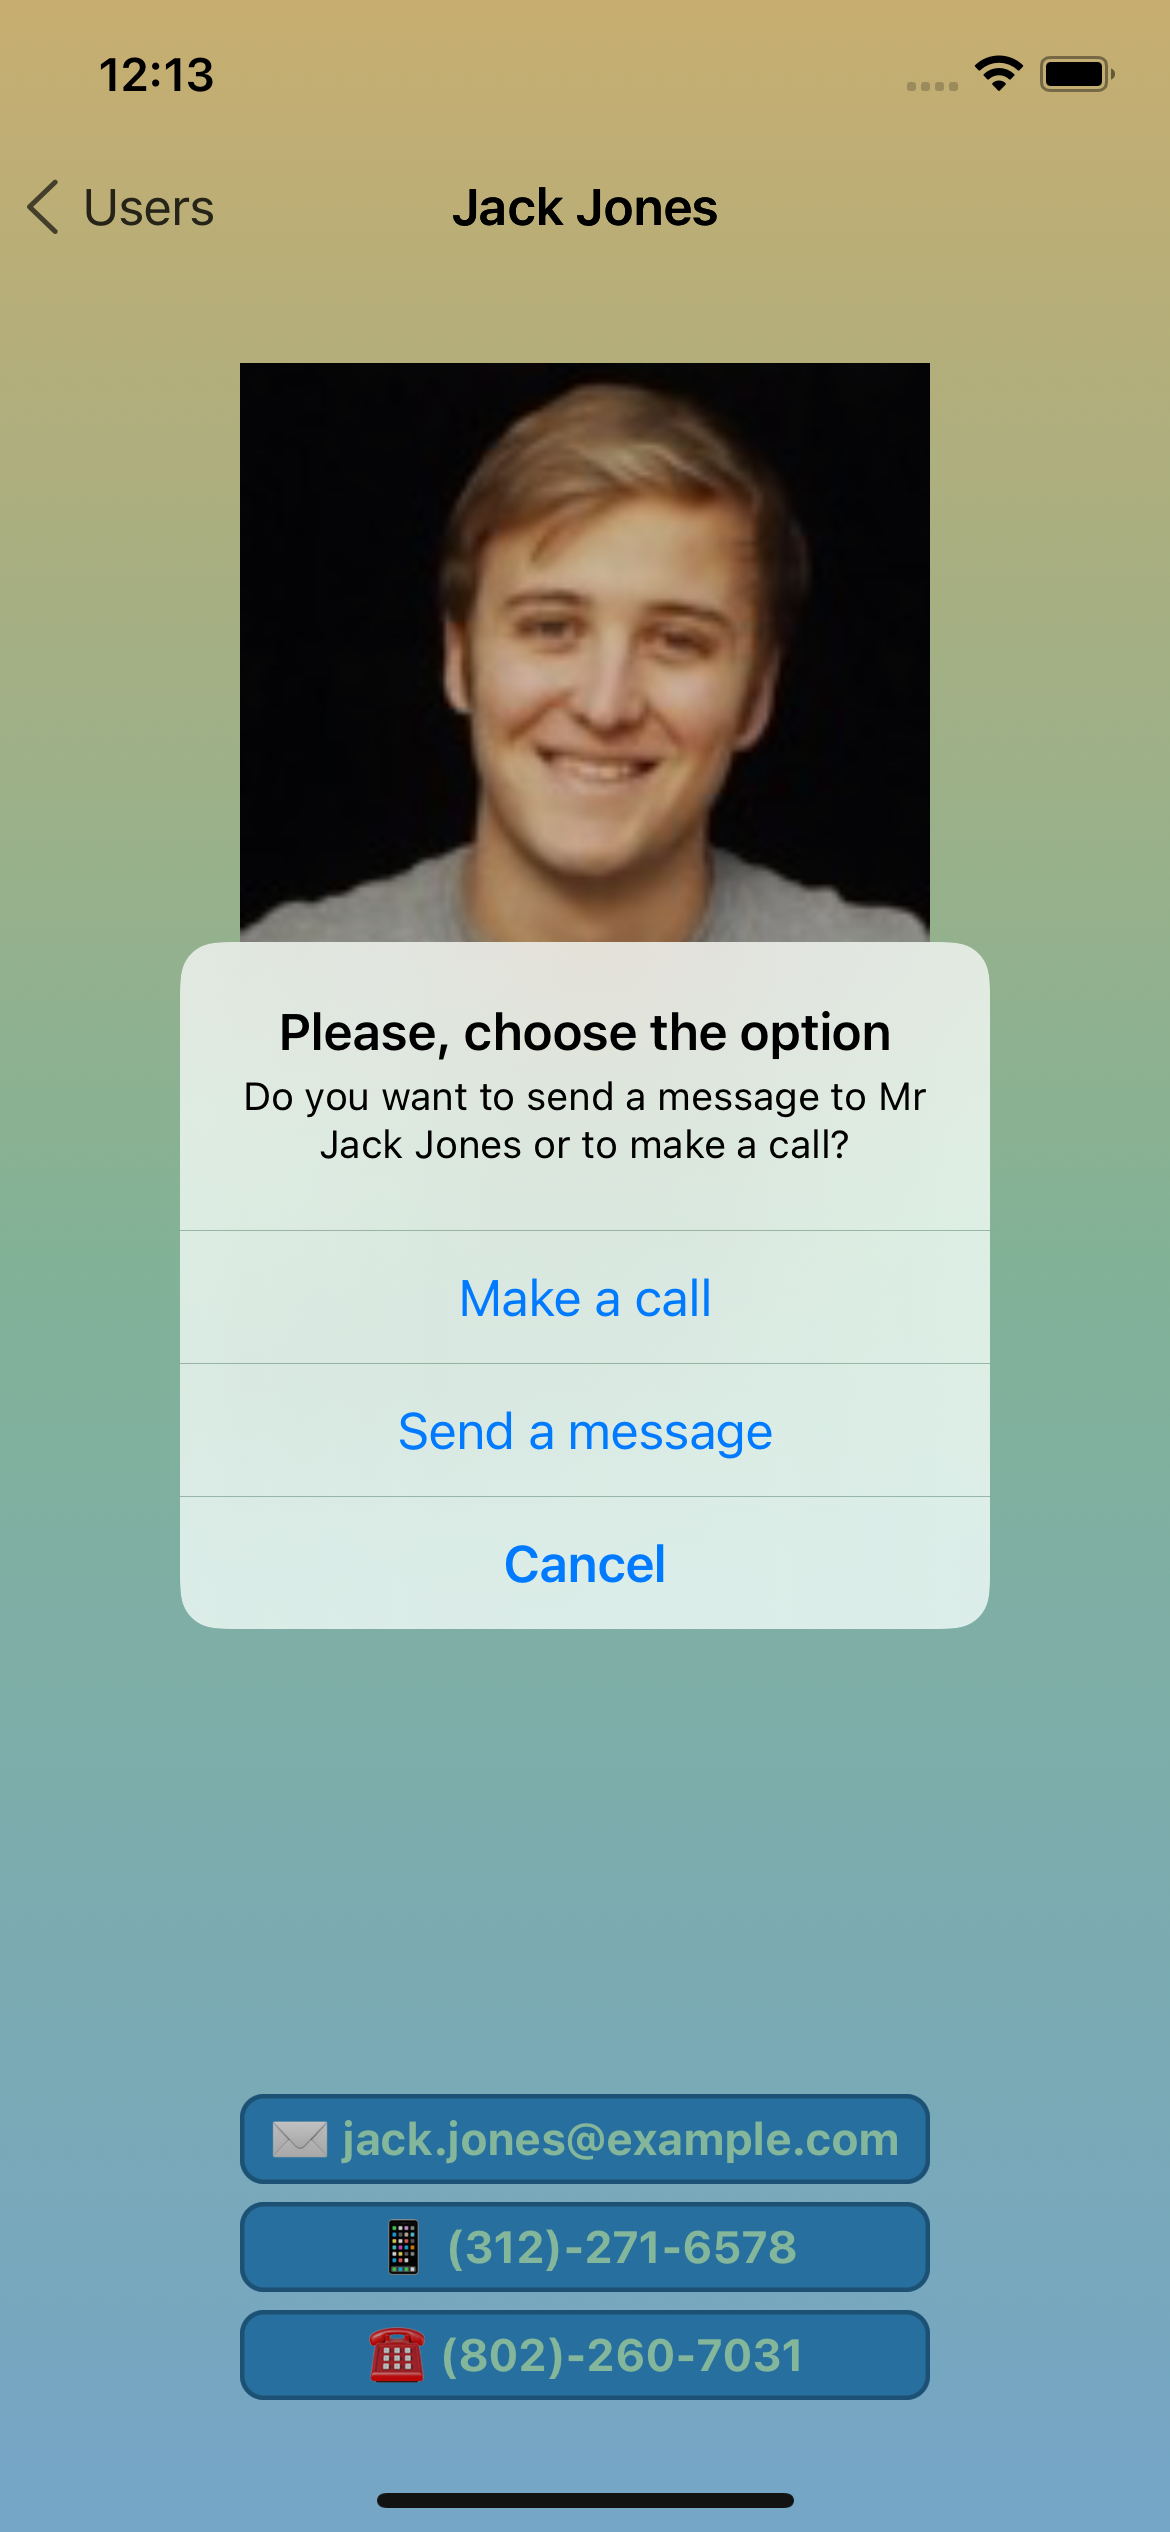 12:13
Users
Jack Jones
Please, choose the option
Do you want to send a message to Mr
Jack Jones or to make a call?
Make a call
Send a message
Cancel
✉️ jack.jones@example.com
📱 (312)-271-6578
☎️ (802)-260-7031